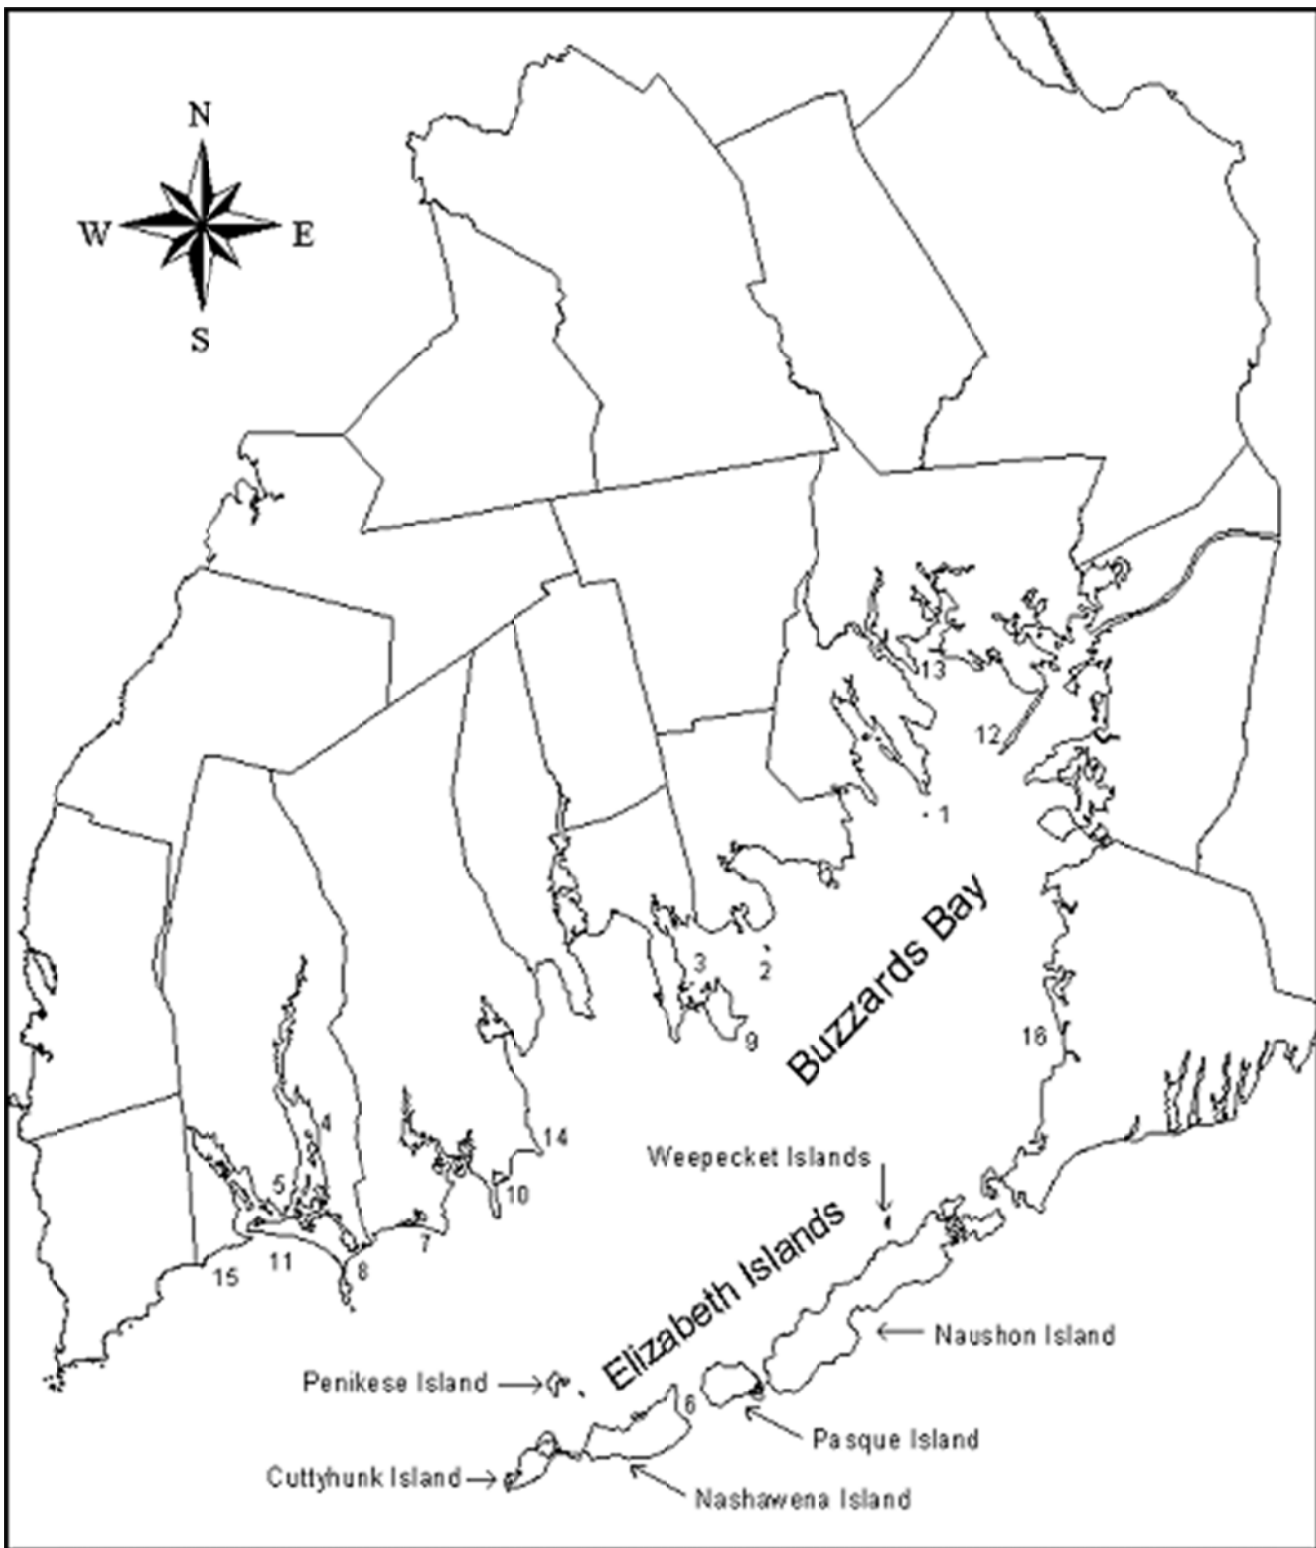 N
W E
S
13
12
1
Buzzards Bay
3
2
9
16
4
14
Weepecket Islands
5
10
7
11
8
15
Elizabeth Islands
Naushon Island
Penikese Island
6
Pasque Island
Cuttyhunk Island
Nashawena Island